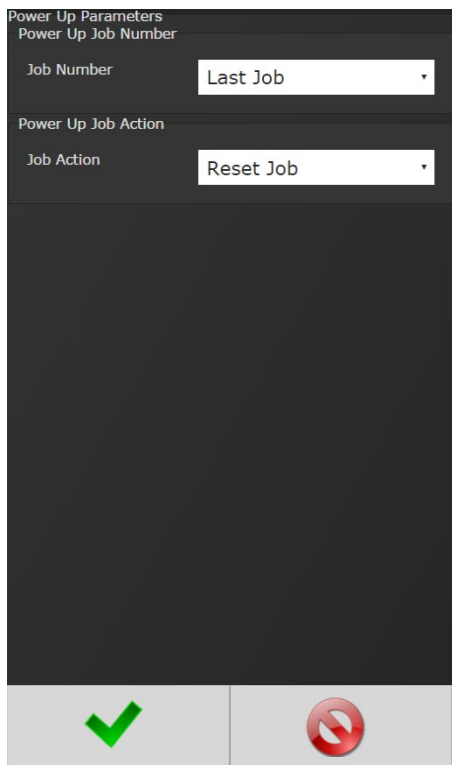 Power Up Parameters
Power Up Job Number
Job Number
Last Job
Power Up Job Action
Job Action
Reset Job